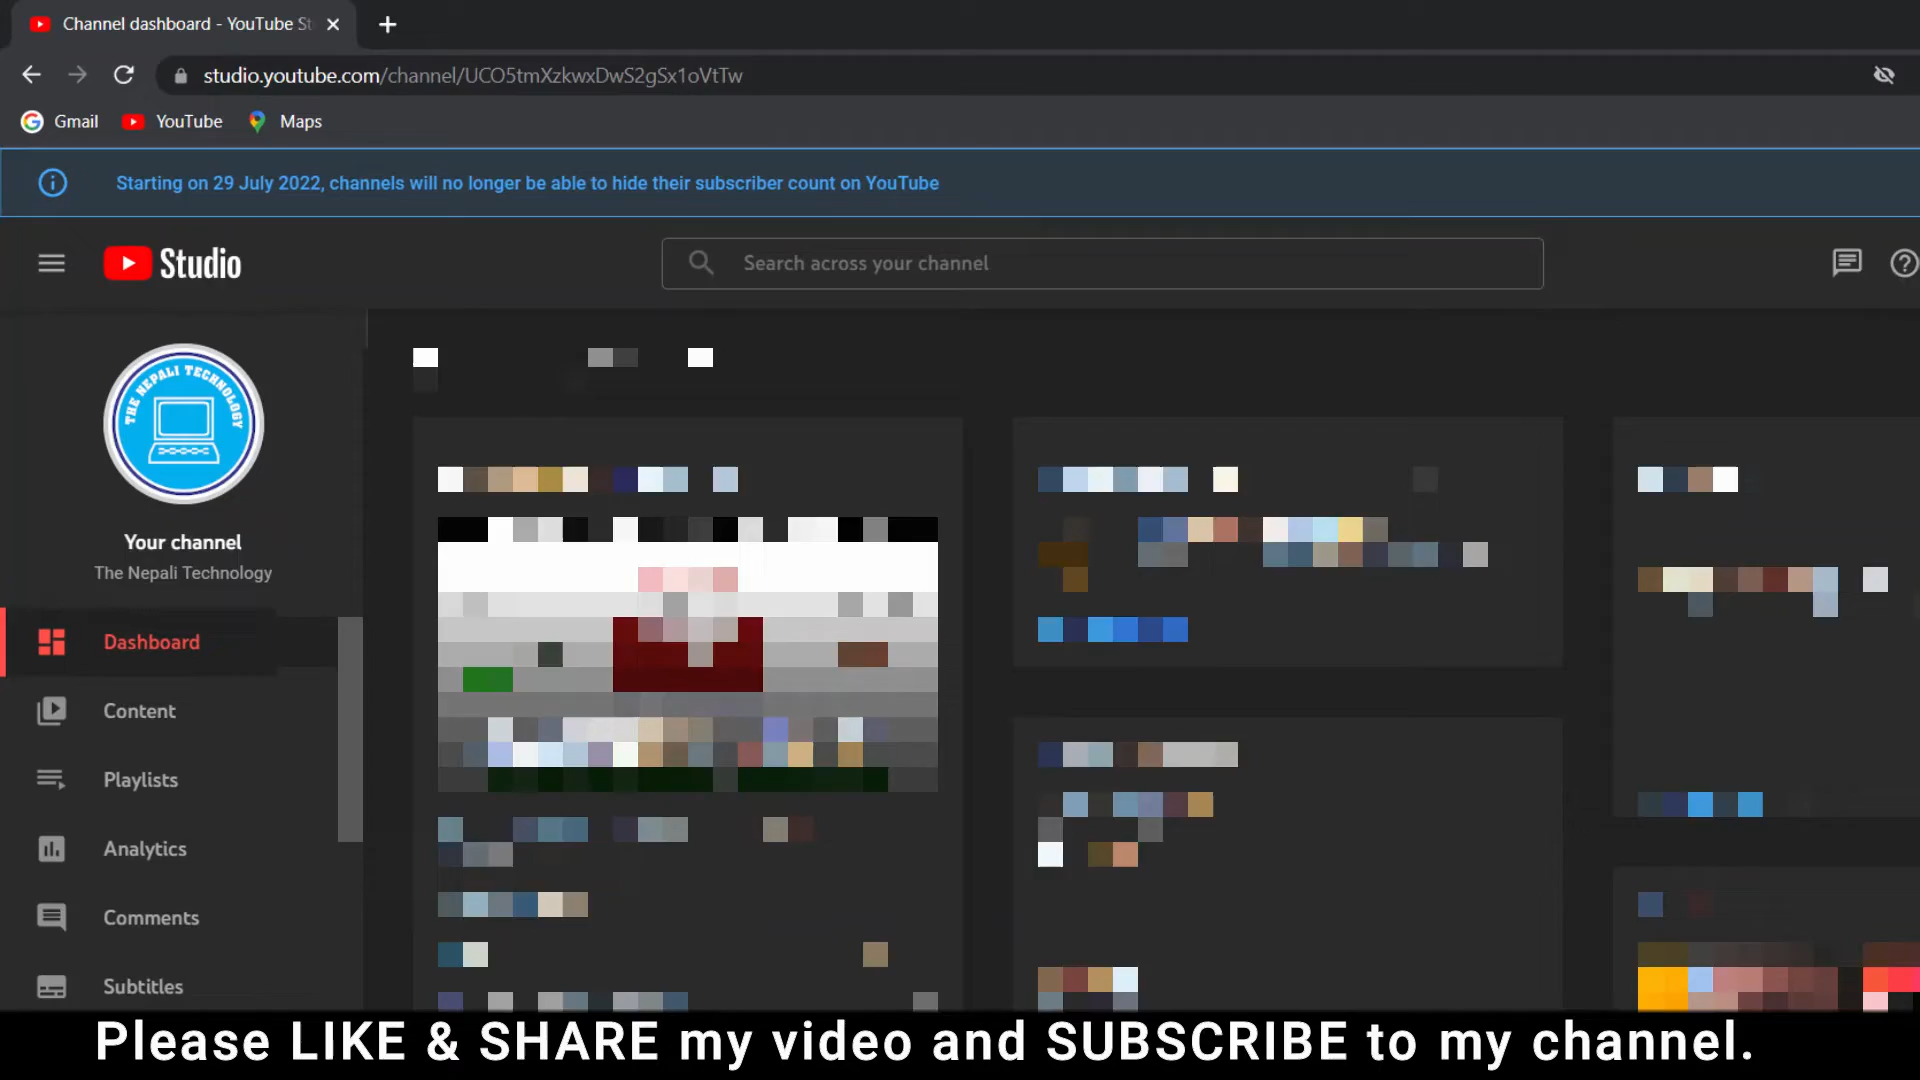 Channel dashboard - YouTube St
studio.youtube.com/channel/UCO5tmXzkwxDwS2gSx1oVtTw
Gmail YouTube Maps
Starting on 29 July 2022, channels will no longer be able to hide their subscriber count on YouTube
Studio
Search across your channel
THE NEPALI TECHNOLOGY
Your channel
The Nepali Technology
Dashboard
Content
Playlists
Analytics
Comments
Subtitles
Please LIKE & SHARE my video and SUBSCRIBE to my channel.